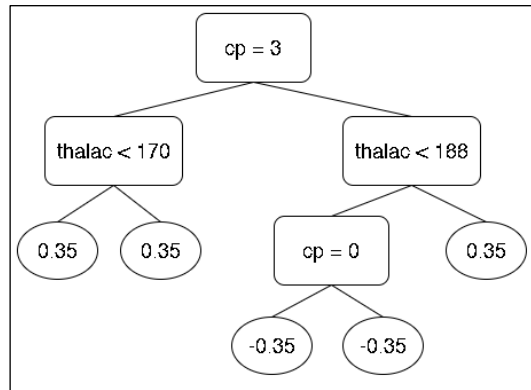 cp = 3
thalac < 170
thalac < 188
0.35
0.35
cp = 0
0.35
-0.35
-0.35